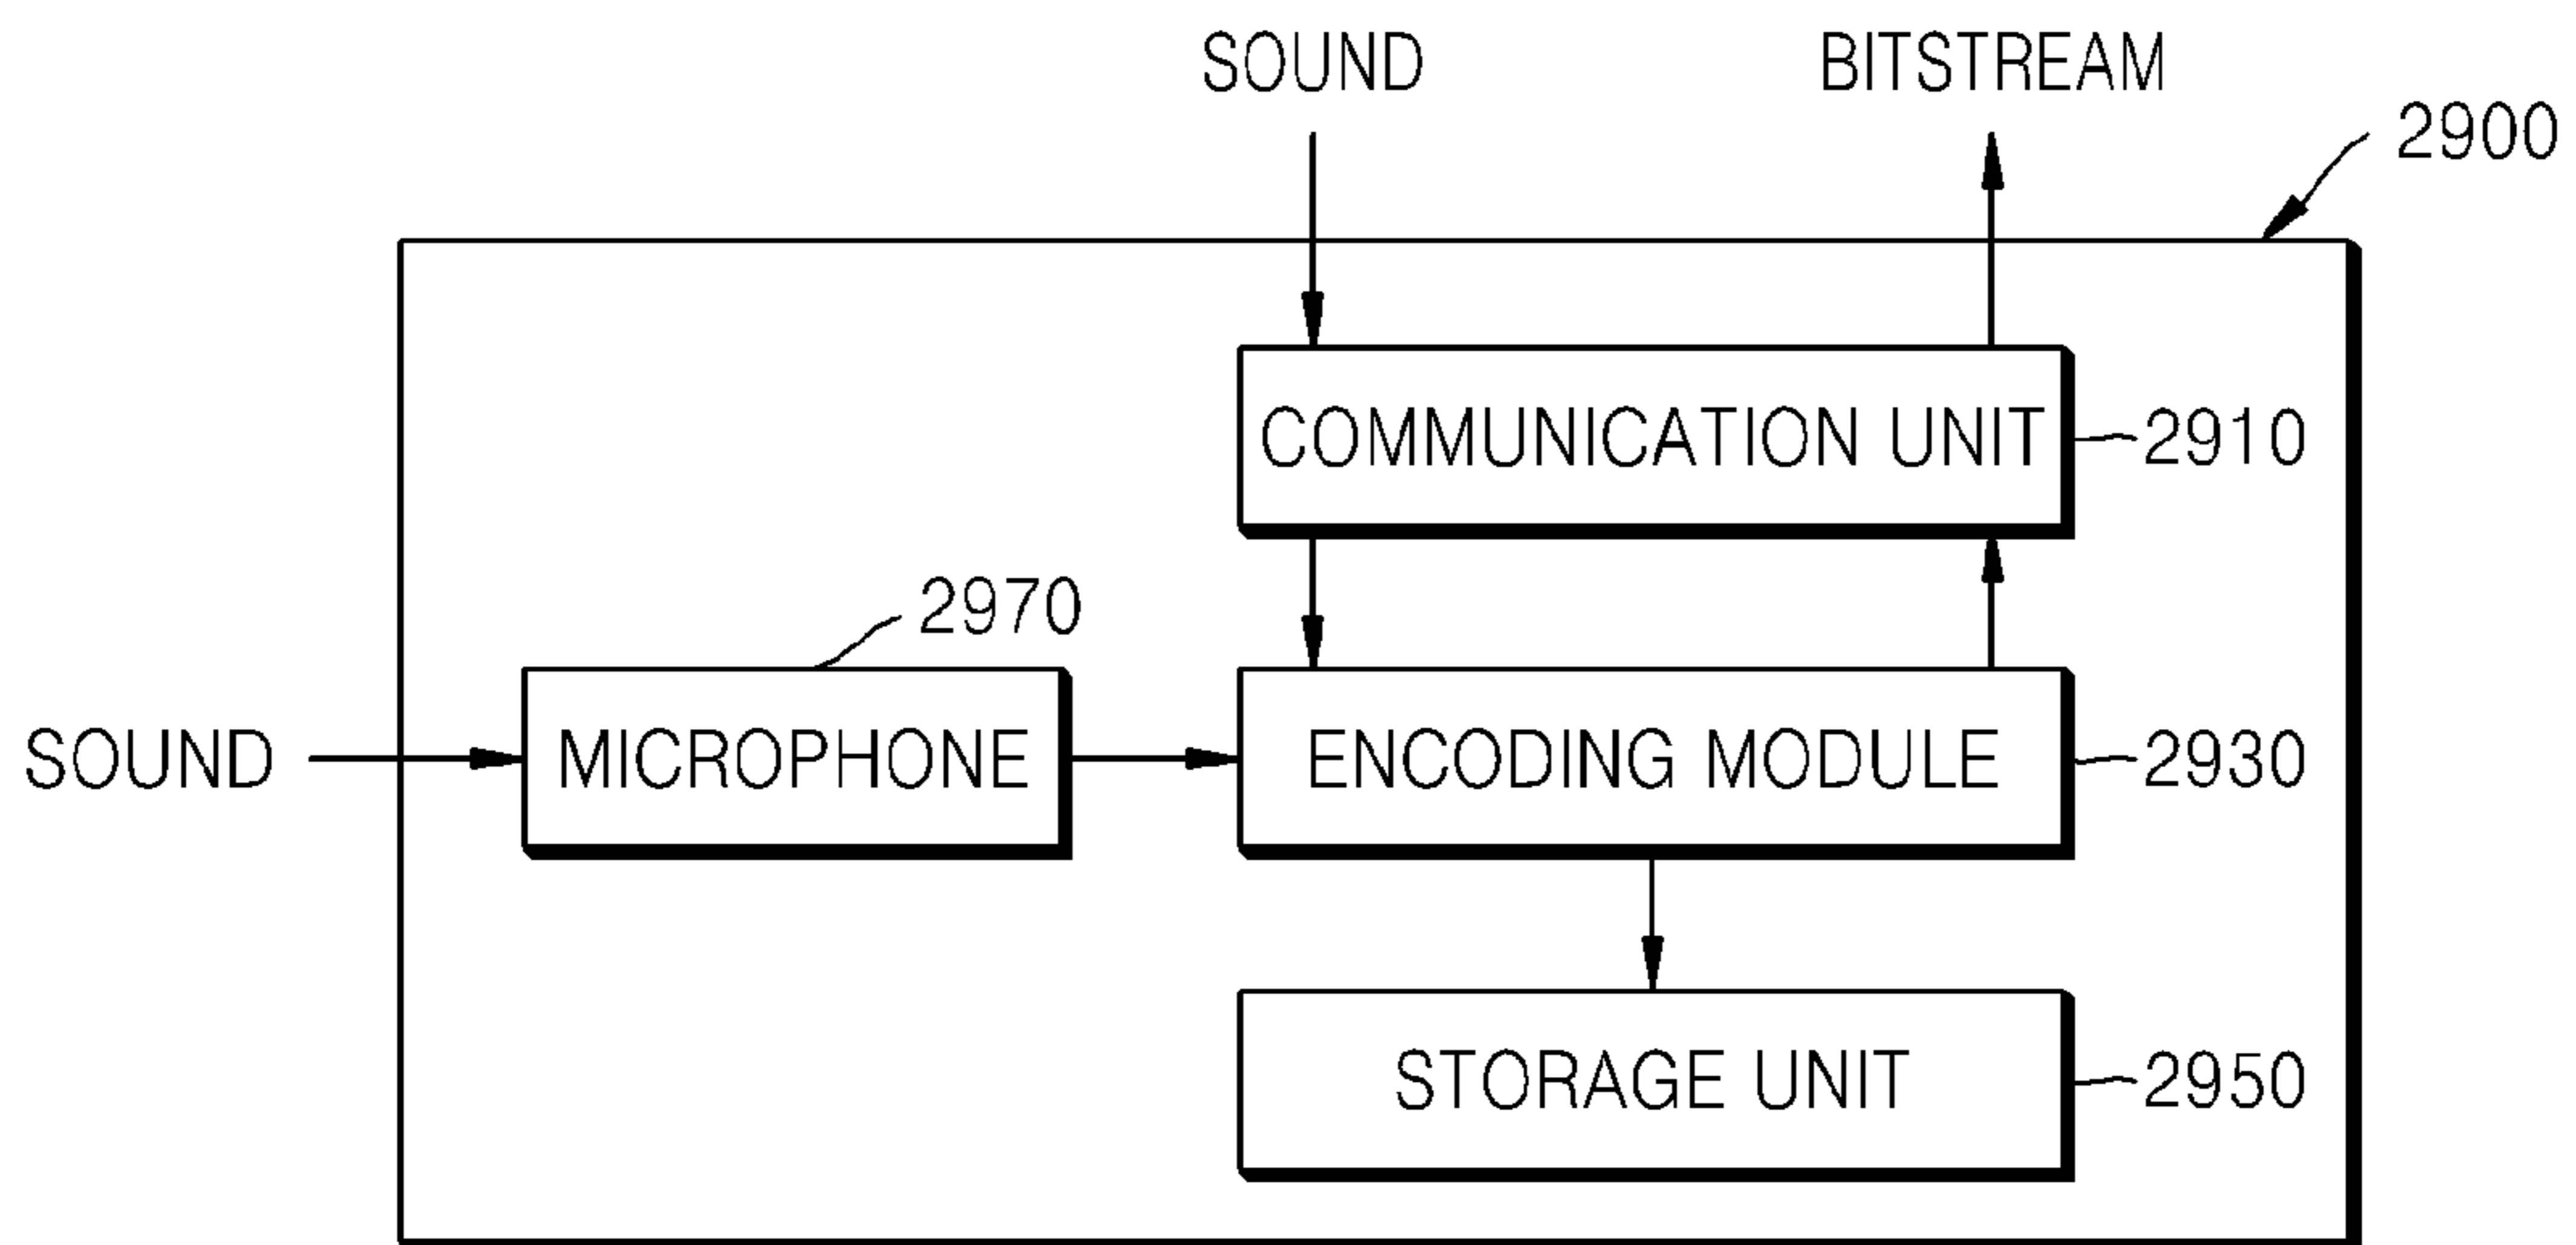 SOUND
BITSTREAM
2900
COMMUNICATION UNIT
2910
2970
SOUND
MICROPHONE
ENCODING MODULE
2930
STORAGE UNIT
2950